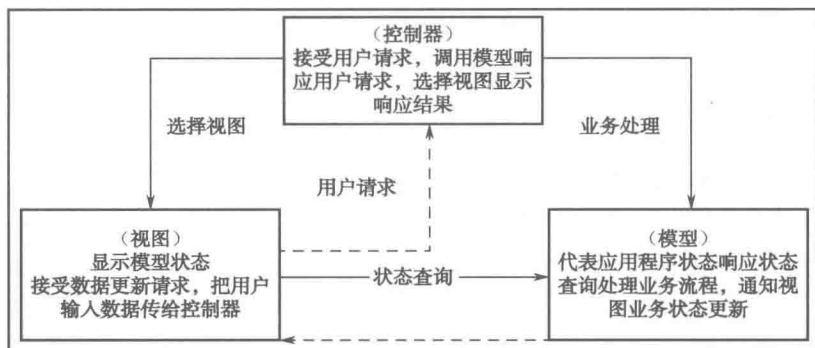 （控制器）
接受用户请求，调用模型响
应用户请求，选择视图显示
响应结果
选择视图
业务处理
用户请求
（视图）
显示模型状态
接受数据更新请求，把用户
输入数据传给控制器
状态查询
（模型）
代表应用程序状态响应状态
查询处理业务流程，通知视
图业务状态更新